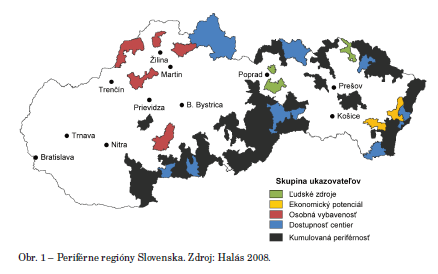 Žilina
Martin
Poprad
Trenčín
Prešov
Prievidza
B. Bystrica
Košice
Trnava
Nitra
Bratislava
Skupina ukazovateľov
Ľudské zdroje
Ekonomický potenciál
Osobná vybavenosť
Dostupnosť centier
Kumulovaná periférnosť
Obr. 1 – Periférne regióny Slovenska. Zdroj: Halás 2008.